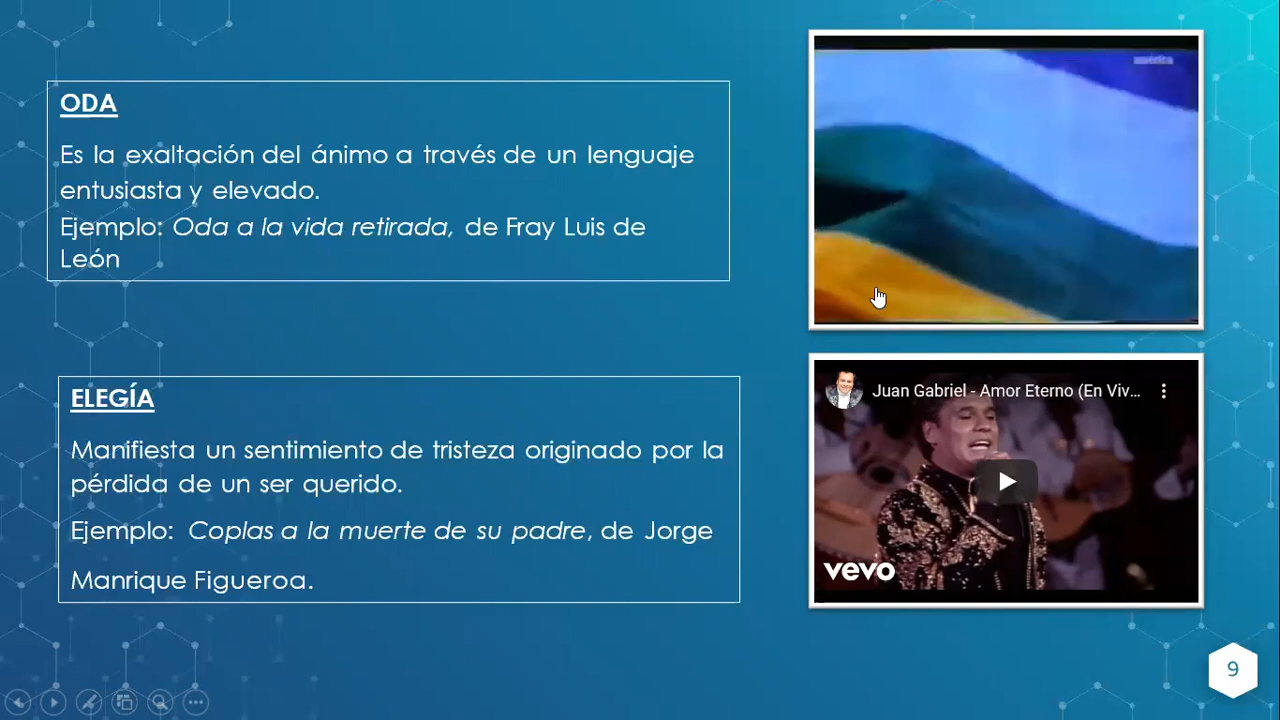 ODA
Es la exaltación del ánimo a través de un lenguaje
entusiasta y elevado.
Ejemplo: Oda a la vida retirada, de Fray Luis de
León
ELEGÍA
Manifiesta un sentimiento de tristeza originado por la
pérdida de un ser querido.
Ejemplo: Coplas a la muerte de su padre, de Jorge
Manrique Figueroa.
Juan Gabriel - Amor Eterno (En Viv...
vevo
9